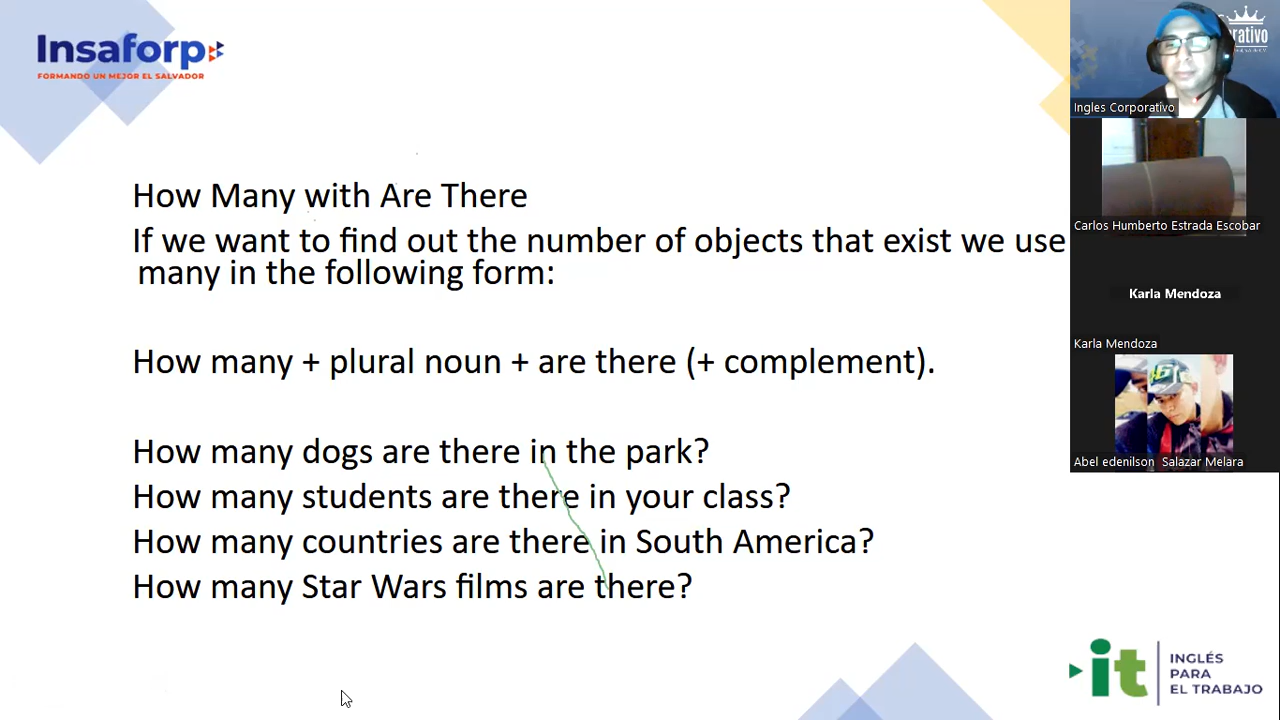 Insaforp
FORMANDO UN MEJOR EL SALVADOR
How Many with Are There
If we want to find out the number of objects that exist we use
many in the following form:
How many + plural noun + are there (+ complement).
How many dogs are there in the park?
How many students are there in your class?
How many countries are there in South America?
How many Star Wars films are there?
Ingles Corporativo
Carlos Humberto Estrada Escobar
Karla Mendoza
Karla Mendoza
Abel edenilson Salazar Melara
it
INGLÉS
PARA
EL TRABAJO